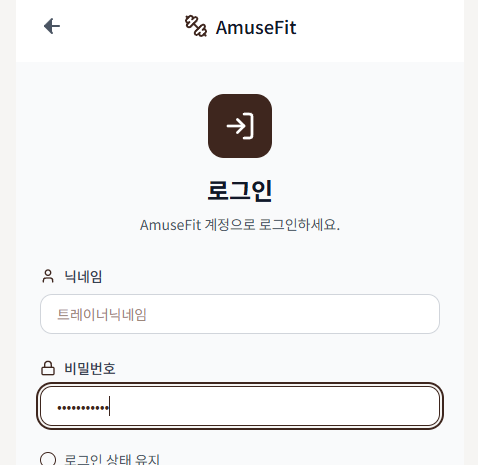 AmuseFit
로그인
AmuseFit 계정으로 로그인하세요.
닉네임
트레이너닉네임
비밀번호
•••••••••••
로그인 상태 유지